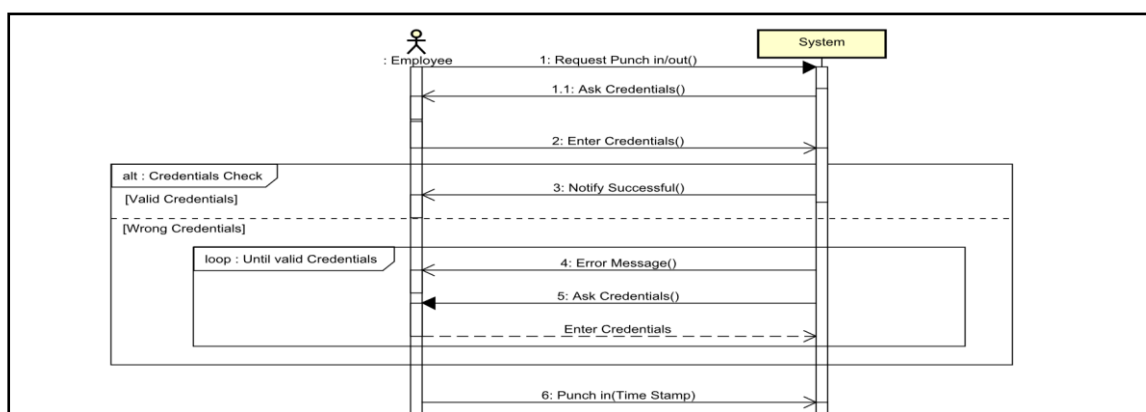 System
: Employee
1: Request Punch in/out()
1.1: Ask Credentials()
2: Enter Credentials()
alt : Credentials Check
[Valid Credentials]
3: Notify Successful()
[Wrong Credentials]
loop : Until valid Credentials
4: Error Message()
5: Ask Credentials()
Enter Credentials
6: Punch in(Time Stamp)